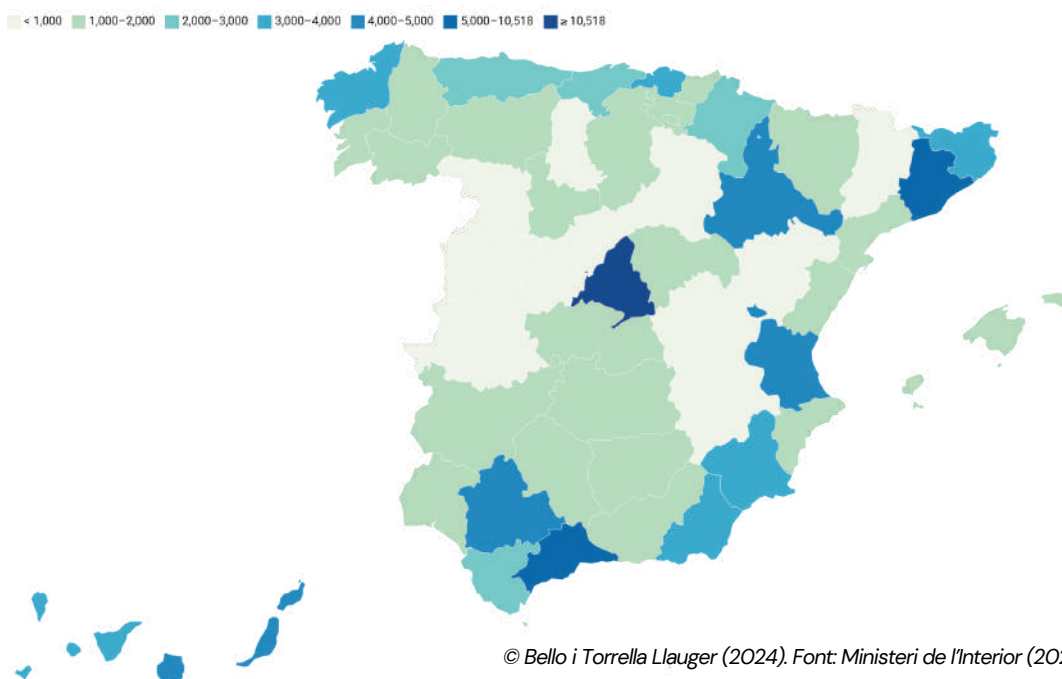 < 1,000 1,000–2,000 2,000–3,000 3,000–4,000 4,000–5,000 5,000–10,518 ≥ 10,518
© Bello i Torrella Llauger (2024). Font: Ministeri de l'Interior (202